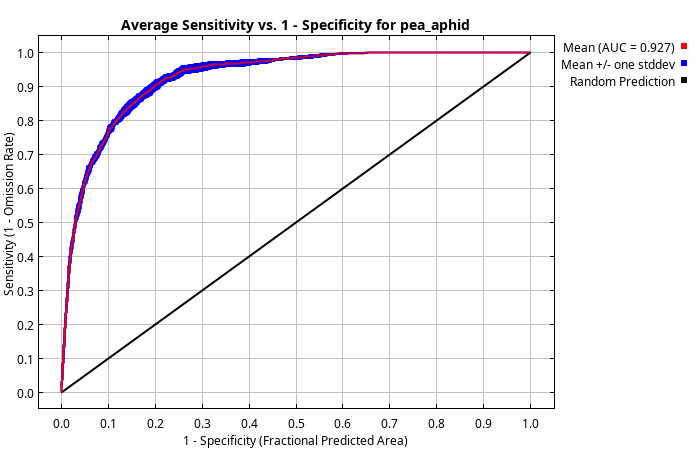 Average Sensitivity vs. 1 - Specificity for pea_aphid
Mean (AUC = 0.927)
Mean +/- one stddev
Random Prediction
Sensitivity (1 - Omission Rate)
1.0
0.9
0.8
0.7
0.6
0.5
0.4
0.3
0.2
0.1
0.0
0.0 0.1 0.2 0.3 0.4 0.5 0.6 0.7 0.8 0.9 1.0
1 - Specificity (Fractional Predicted Area)